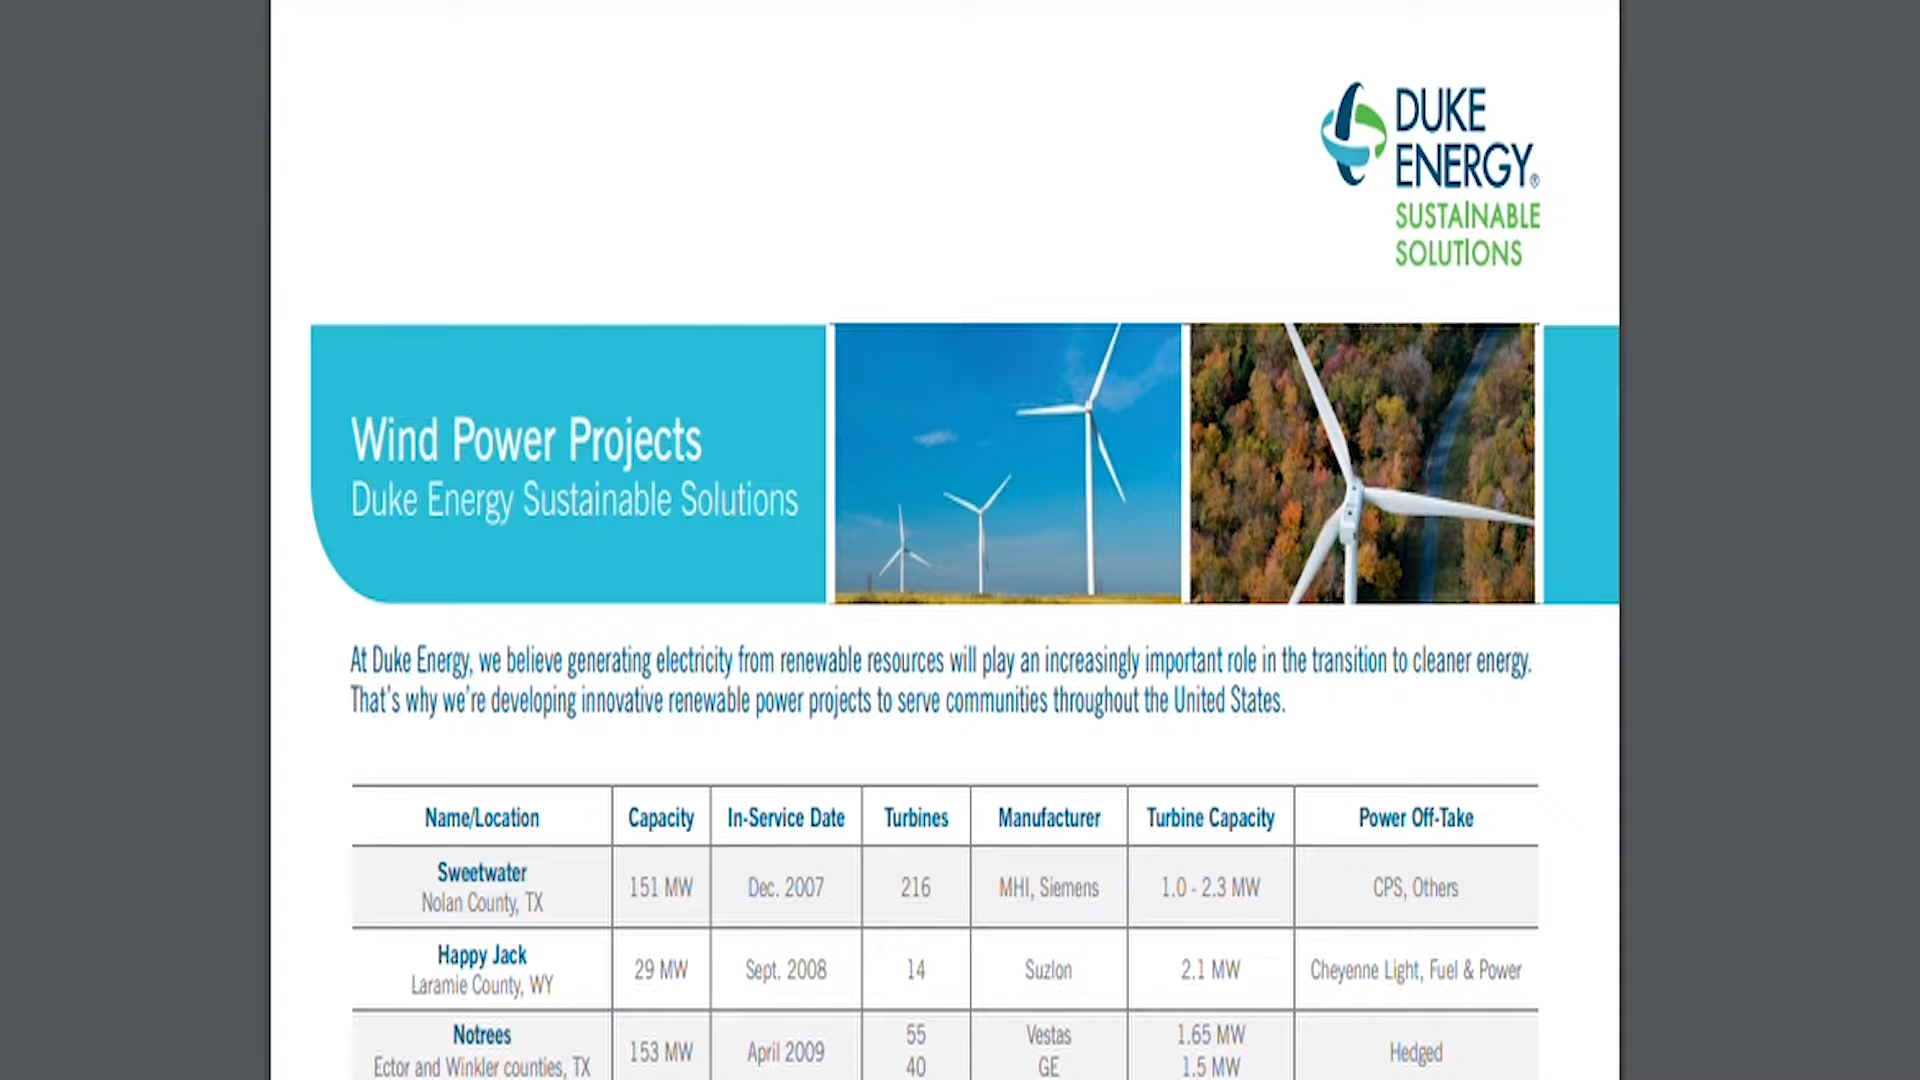 DUKE
ENERGY®
SUSTAINABLE
SOLUTIONS
Wind Power Projects
Duke Energy Sustainable Solutions
At Duke Energy, we believe generating electricity from renewable resources will play an increasingly important role in the transition to cleaner energy.
That's why we're developing innovative renewable power projects to serve communities throughout the United States.
Name/Location Capacity In-Service Date Turbines Manufacturer Turbine Capacity Power Off-Take
Sweetwater
Nolan County, TX 151 MW Dec. 2007 216 MHI, Siemens 1.0 - 2.3 MW CPS, Others
Happy Jack
Laramie County, WY 29 MW Sept. 2008 14 Suzlon 2.1 MW Cheyenne Light, Fuel & Power
Notrees 55 Vestas 1.65 MW
153 MW April 2009 Hedged
Ector and Winkler counties, TX 40 GE 1.5 MW